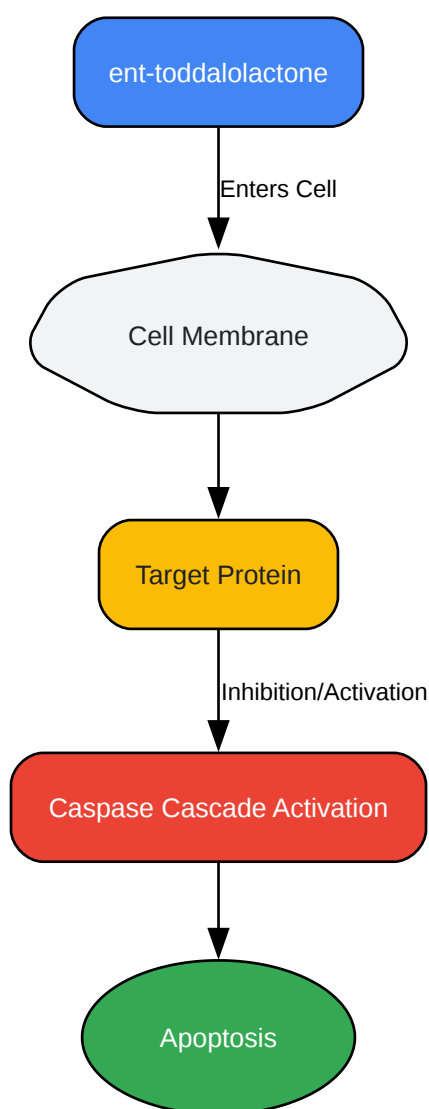 ent-toddalolactone
Enters Cell
Cell Membrane
Target Protein
Inhibition/Activation
Caspase Cascade Activation
Apoptosis